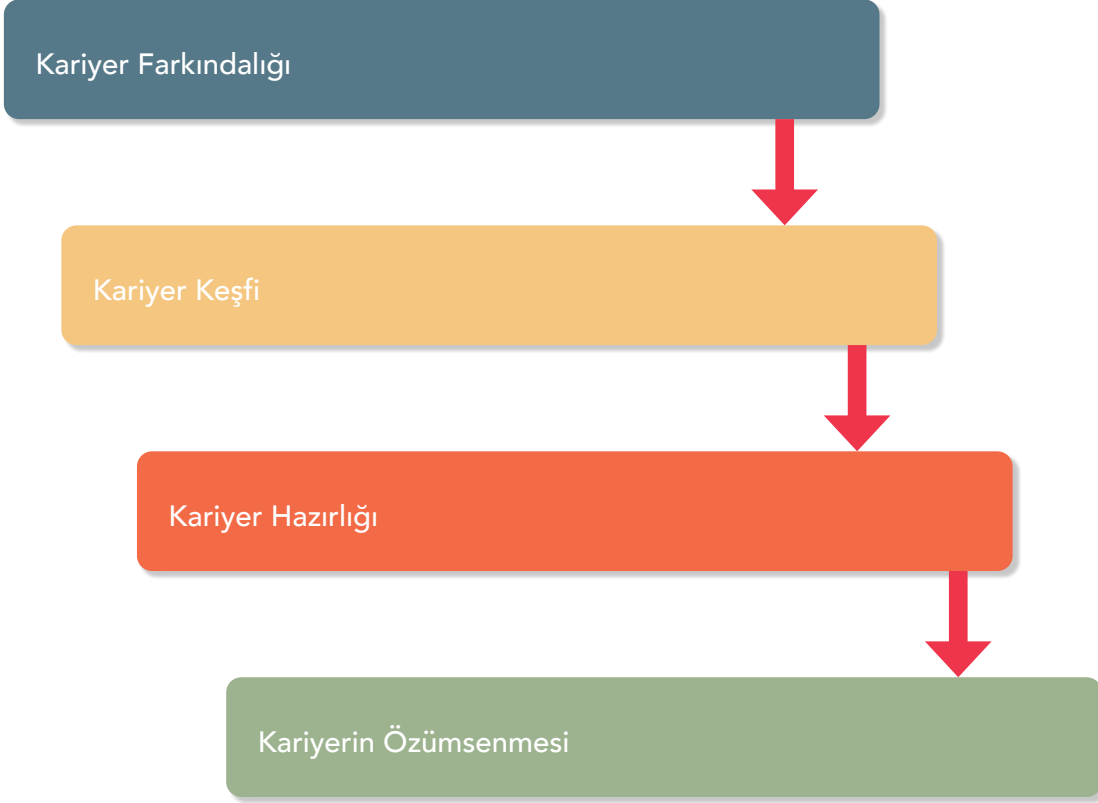 Kariyer Farkındalığı
Kariyer Keşfi
Kariyer Hazırlığı
Kariyerin Özümsenmesi